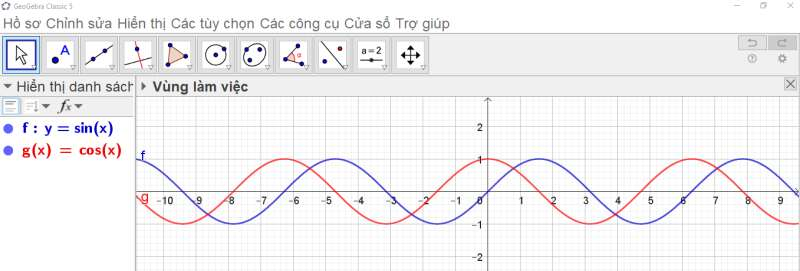 GeoGebra Classic 5
Hồ sơ Chỉnh sửa Hiển thị Các tùy chọn Các công cụ Cửa sổ Trợ giúp
A
α
a = 2
Hiển thị danh sách
Vùng làm việc
fx
f : y = sin(x)
g(x) = cos(x)
f
g
2
1
-10 -9 -8 -7 -6 -5 -4 -3 -2 -1 0 1 2 3 4 5 6 7 8 9
-1
-2